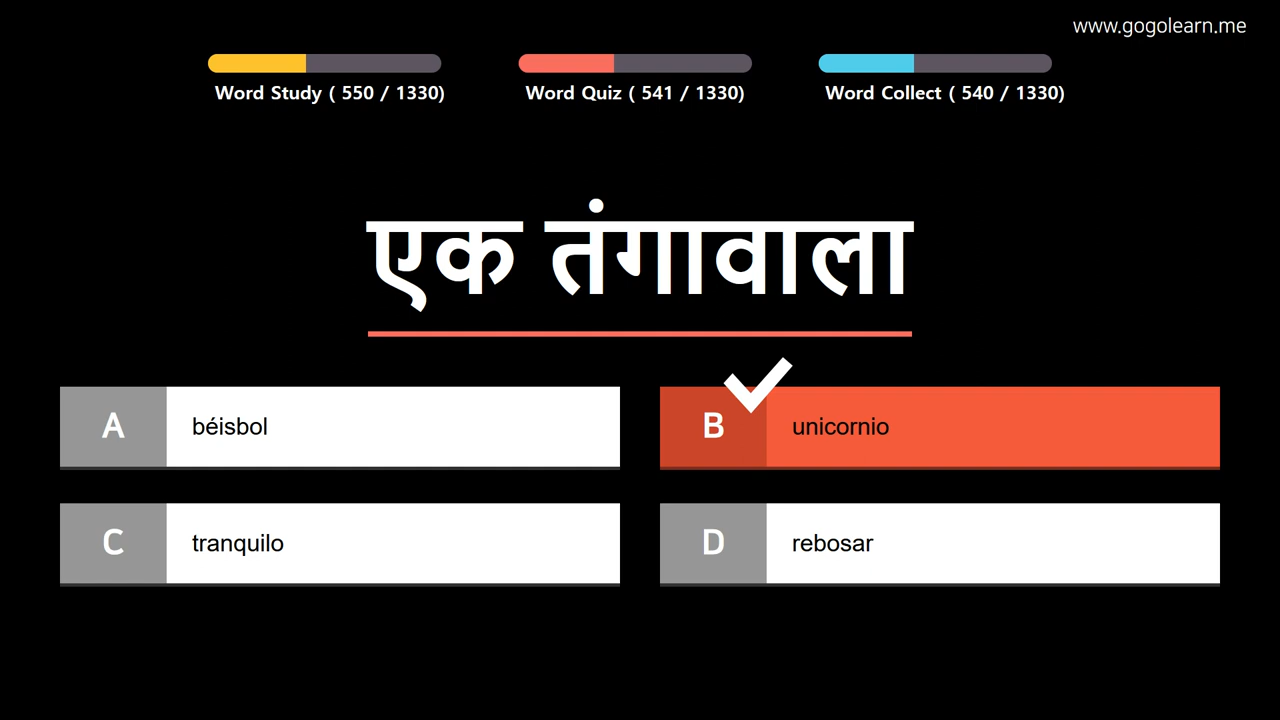 www.gogolearn.me
Word Study ( 550 / 1330)
Word Quiz ( 541 / 1330)
Word Collect ( 540 / 1330)
एक तंगावाला
A
béisbol
B
unicornio
C
tranquilo
D
rebosar